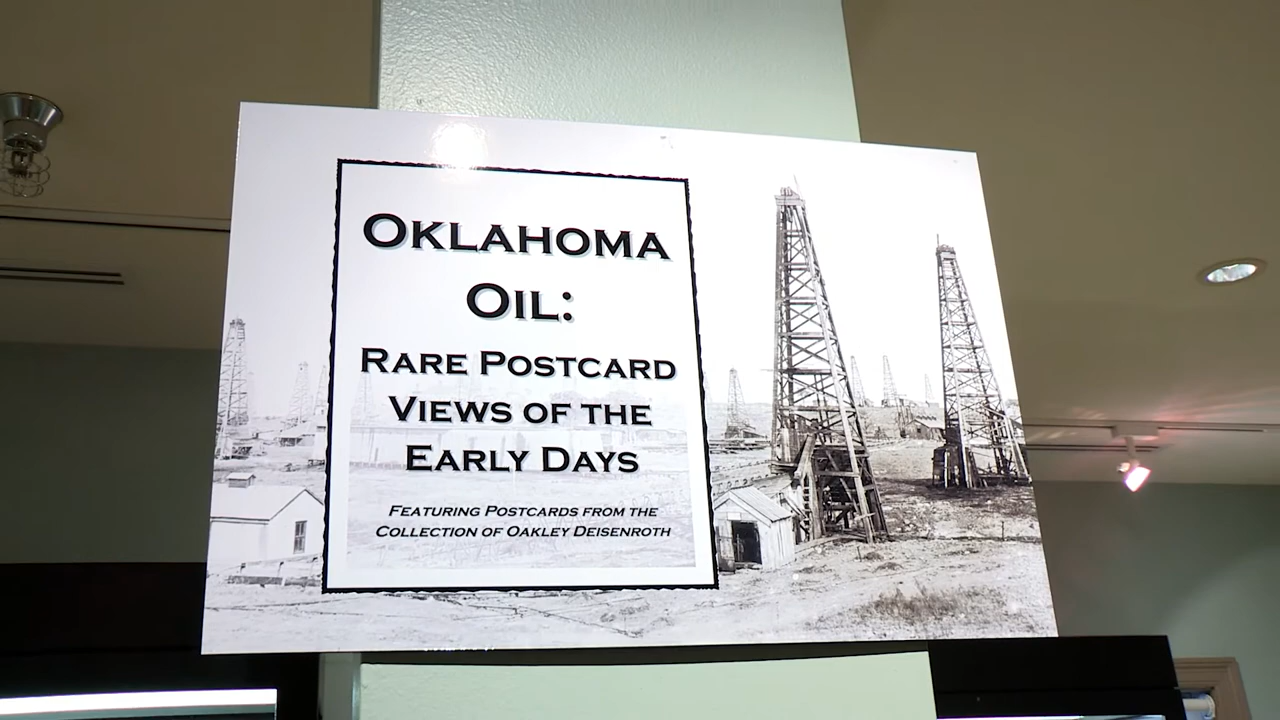 Oklahoma
Oil:
Rare Postcard
Views of the
Early Days
Featuring Postcards from the
Collection of Oakley Deisenroth